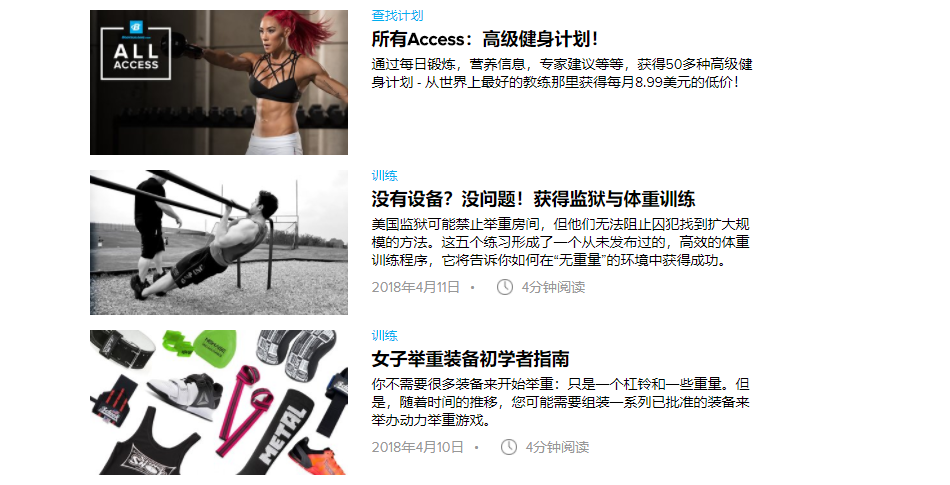 ALL
ACCESS
查找计划
所有Access：高级健身计划！
通过每日锻炼，营养信息，专家建议等等，获得50多种高级健
身计划 - 从世界上最好的教练那里获得每月8.99美元的低价！
训练
没有设备？没问题！获得监狱与体重训练
美国监狱可能禁止举重房间，但他们无法阻止囚犯找到扩大规
模的方法。这五个练习形成了一个从未发布过的，高效的体重
训练程序，它将告诉你如何在“无重量”的环境中获得成功。
2018年4月11日 • 4分钟阅读
训练
女子举重装备初学者指南
你不需要很多装备来开始举重：只是一个杠铃和一些重量。但
是，随着时间的推移，您可能需要组装一系列已批准的装备来
举办动力举重游戏。
2018年4月10日 • 4分钟阅读
METAL